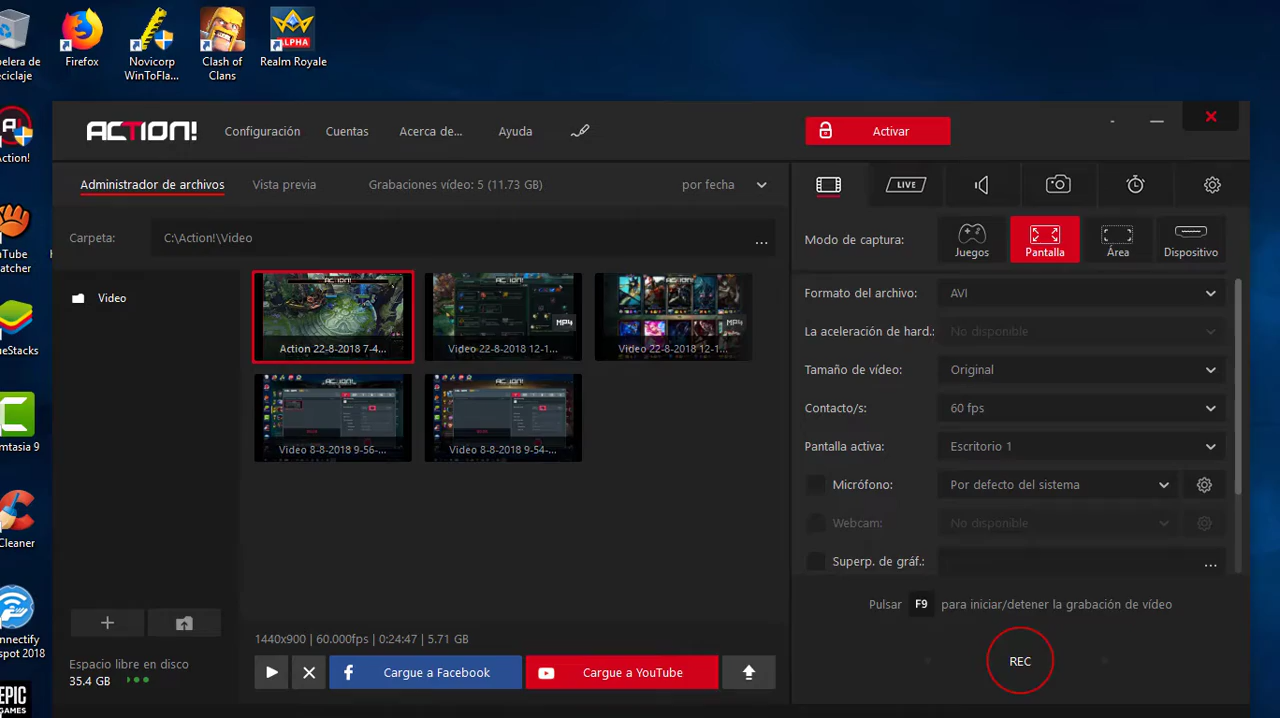 Firefox
Novicorp
WinToFla...
Clash of
Clans
Realm Royale
ALPHA
ACTION!
Configuración
Cuentas
Acerca de...
Ayuda
Activar
Administrador de archivos
Vista previa
Grabaciones vídeo: 5 (11.73 GB)
por fecha
LIVE
Carpeta:
C:\Action!\Video
...
Modo de captura:
Juegos
Pantalla
Área
Dispositivo
Video
Action 22-8-2018 7-4...
MP4
Video 22-8-2018 12-1...
MP4
Video 22-8-2018 12-1...
Video 8-8-2018 9-56-...
Video 8-8-2018 9-54-...
Formato del archivo:
AVI
La aceleración de hard.:
No disponible
Tamaño de vídeo:
Original
Contacto/s:
60 fps
Pantalla activa:
Escritorio 1
Micrófono:
Por defecto del sistema
Webcam:
No disponible
Superp. de gráf.:
...
Pulsar F9 para iniciar/detener la grabación de vídeo
REC
1440x900 | 60.000fps | 0:24:47 | 5.71 GB
Cargue a Facebook
Cargue a YouTube
Espacio libre en disco
35.4 GB
pelera de
eciclaje
Action!
uTube
atcher
eStacks
mtasia 9
Cleaner
nnectify
spot 2018
EPIC
GAMES